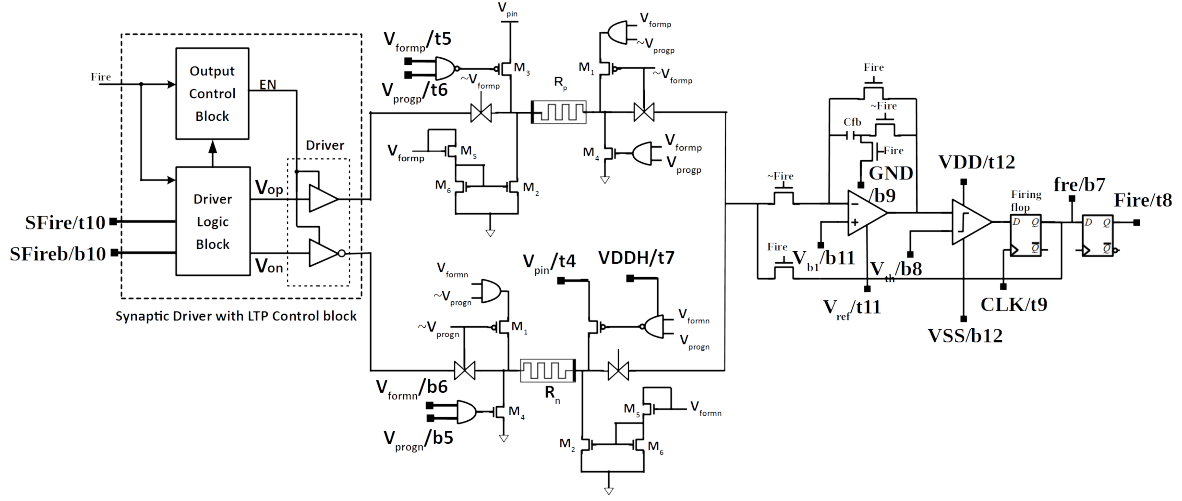 Fire
Output
Control
Block
EN
Driver
Driver
Logic
Block
Vop
Von
SFire/t10
SFireb/b10
Synaptic Driver with LTP Control block
Vpin
Vformp/t5
Vprogp/t6
~Vformp
M3
Vformp
M5
M6
M2
Rp
Vformp
~Vprogp
M1
~Vformp
M4
Vformp
Vprogp
Vformn
~Vprogn
~Vprogn
M1
Vformn/b6
Vprogn/b5
M4
Rn
Vpin/t4
VDDH/t7
Vformn
Vprogn
M5
Vformn
M2
M6
Fire
~Fire
Cfb
Fire
GND
/b9
~Fire
Fire
Vb1/b11
Vref/t11
Vth/b8
VDD/t12
VSS/b12
Firing
flop
D Q
Q
CLK/t9
fre/b7
D Q
Q
Fire/t8